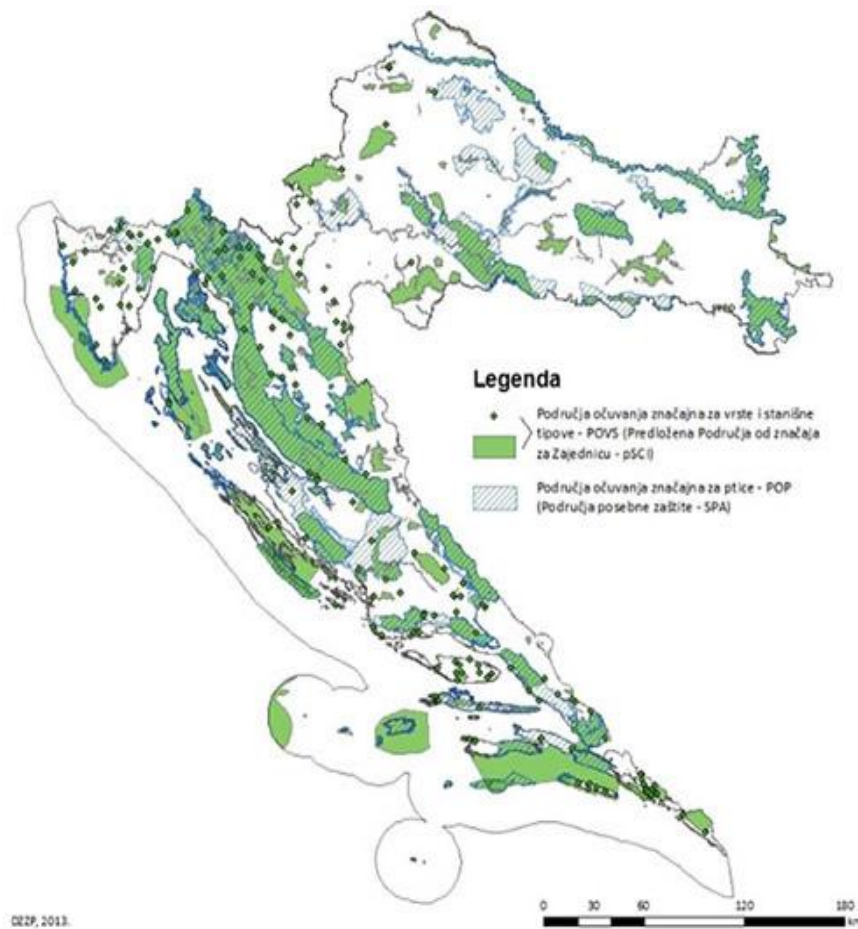 Legenda
Područja očuvanja značajna za vrste i stanišne
tipove - POVS (Predložena Područja od značaja
za Zajednicu - pSCI)
Područja očuvanja značajna za ptice - POP
(Područja posebne zaštite - SPA)
DZZP, 2013.
0 30 60 120 180
km